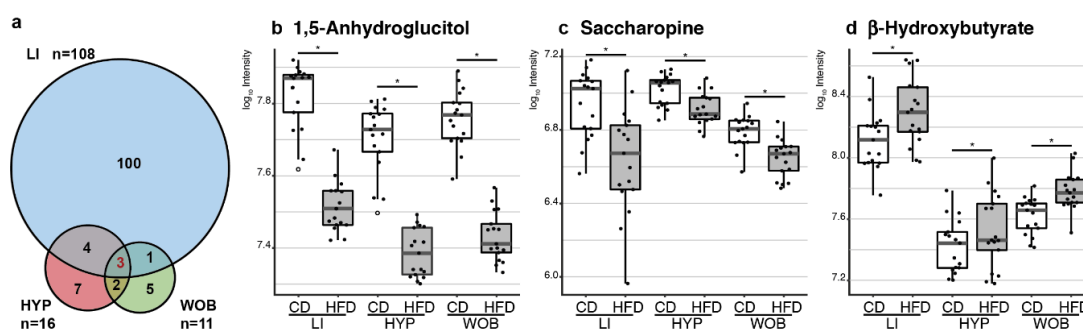 a
LI n=108
100
4
3
1
7
2
5
HYP
n=16
WOB
n=11
b 1,5-Anhydroglucitol
log₁₀ Intensity
7.8
7.6
7.4
*
*
*
CD HFD CD HFD CD HFD
LI HYP WOB
c Saccharopine
log₁₀ Intensity
7.2
6.8
6.4
6.0
*
*
*
CD HFD CD HFD CD HFD
LI HYP WOB
d β-Hydroxybutyrate
log₁₀ Intensity
8.4
8.0
7.6
7.2
*
*
*
CD HFD CD HFD CD HFD
LI HYP WOB